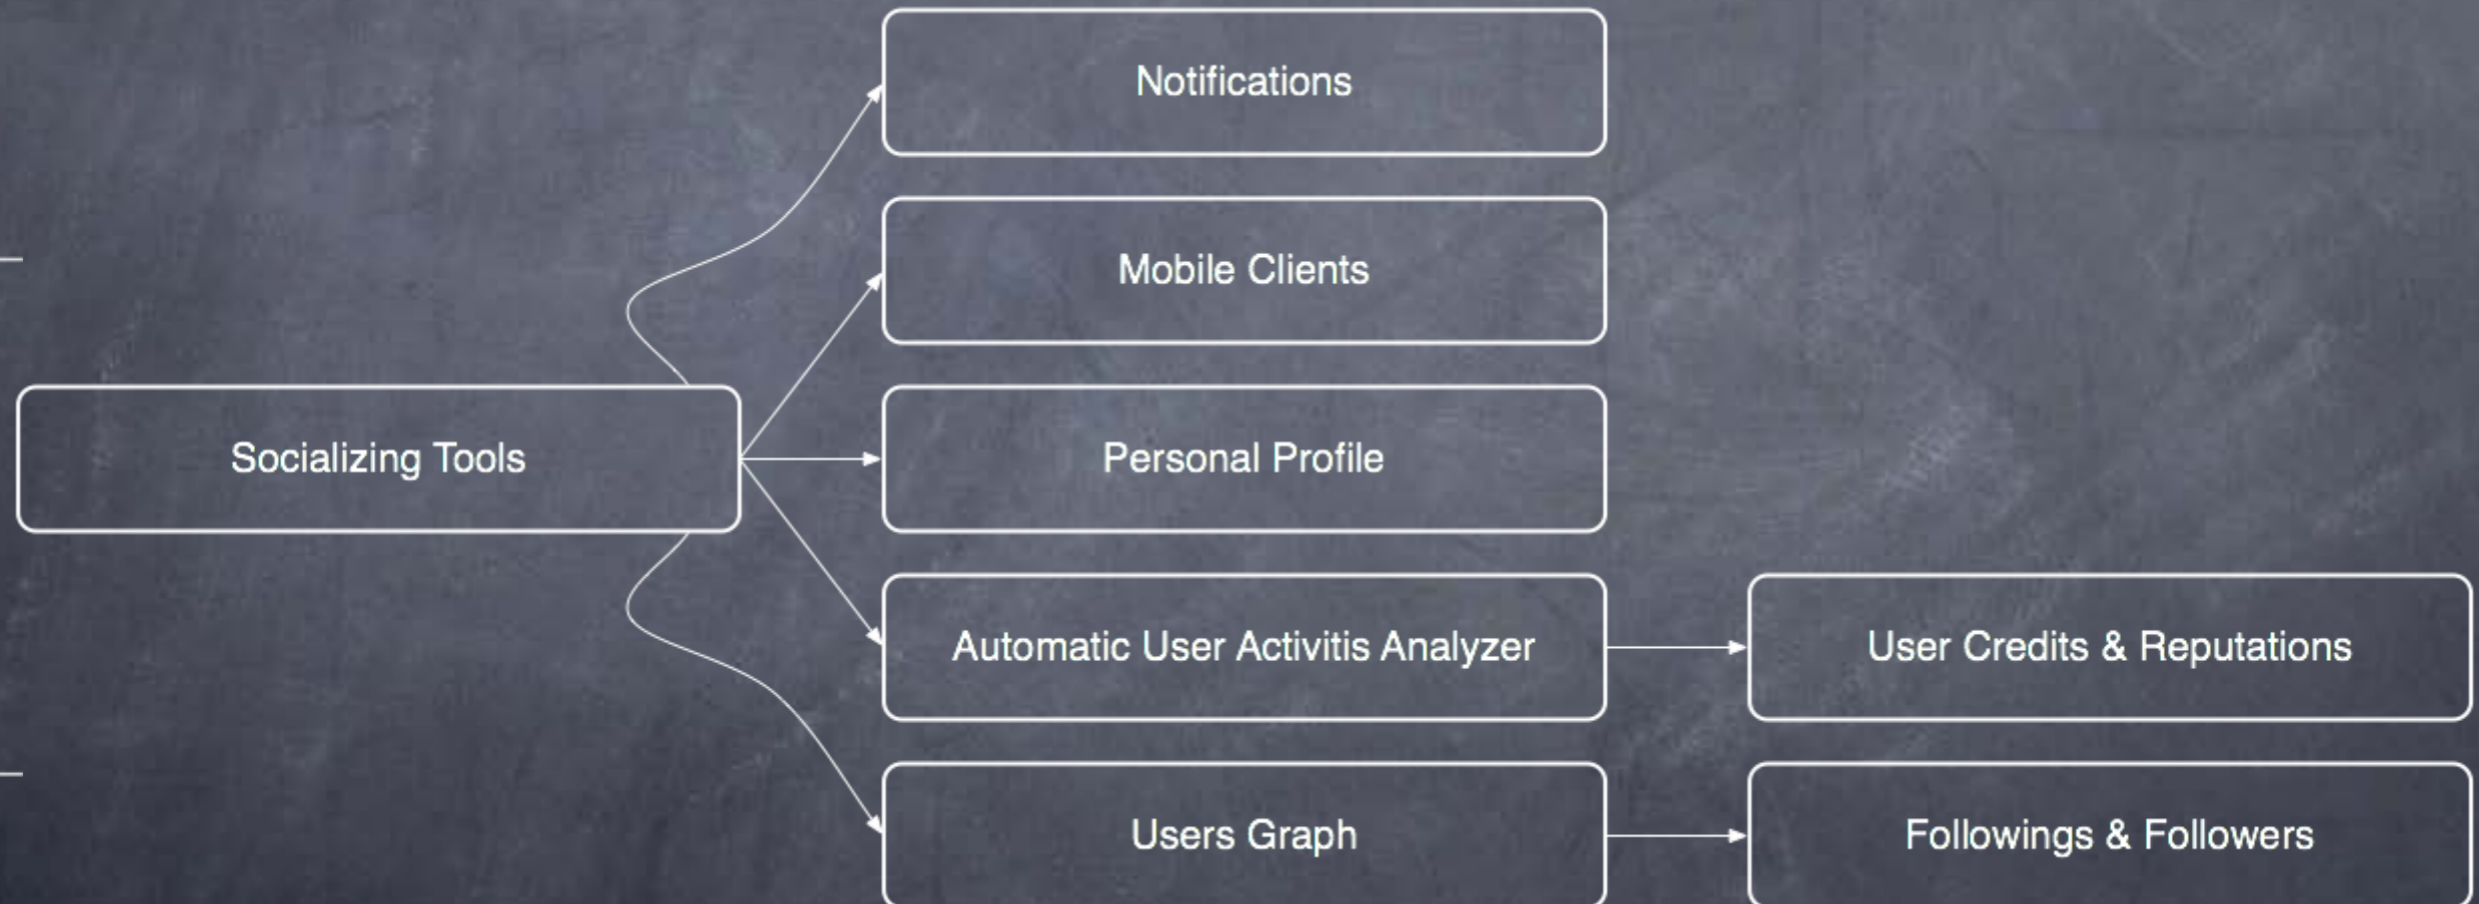 Notifications
Mobile Clients
Socializing Tools
Personal Profile
Automatic User Activitis Analyzer
User Credits & Reputations
Users Graph
Followings & Followers